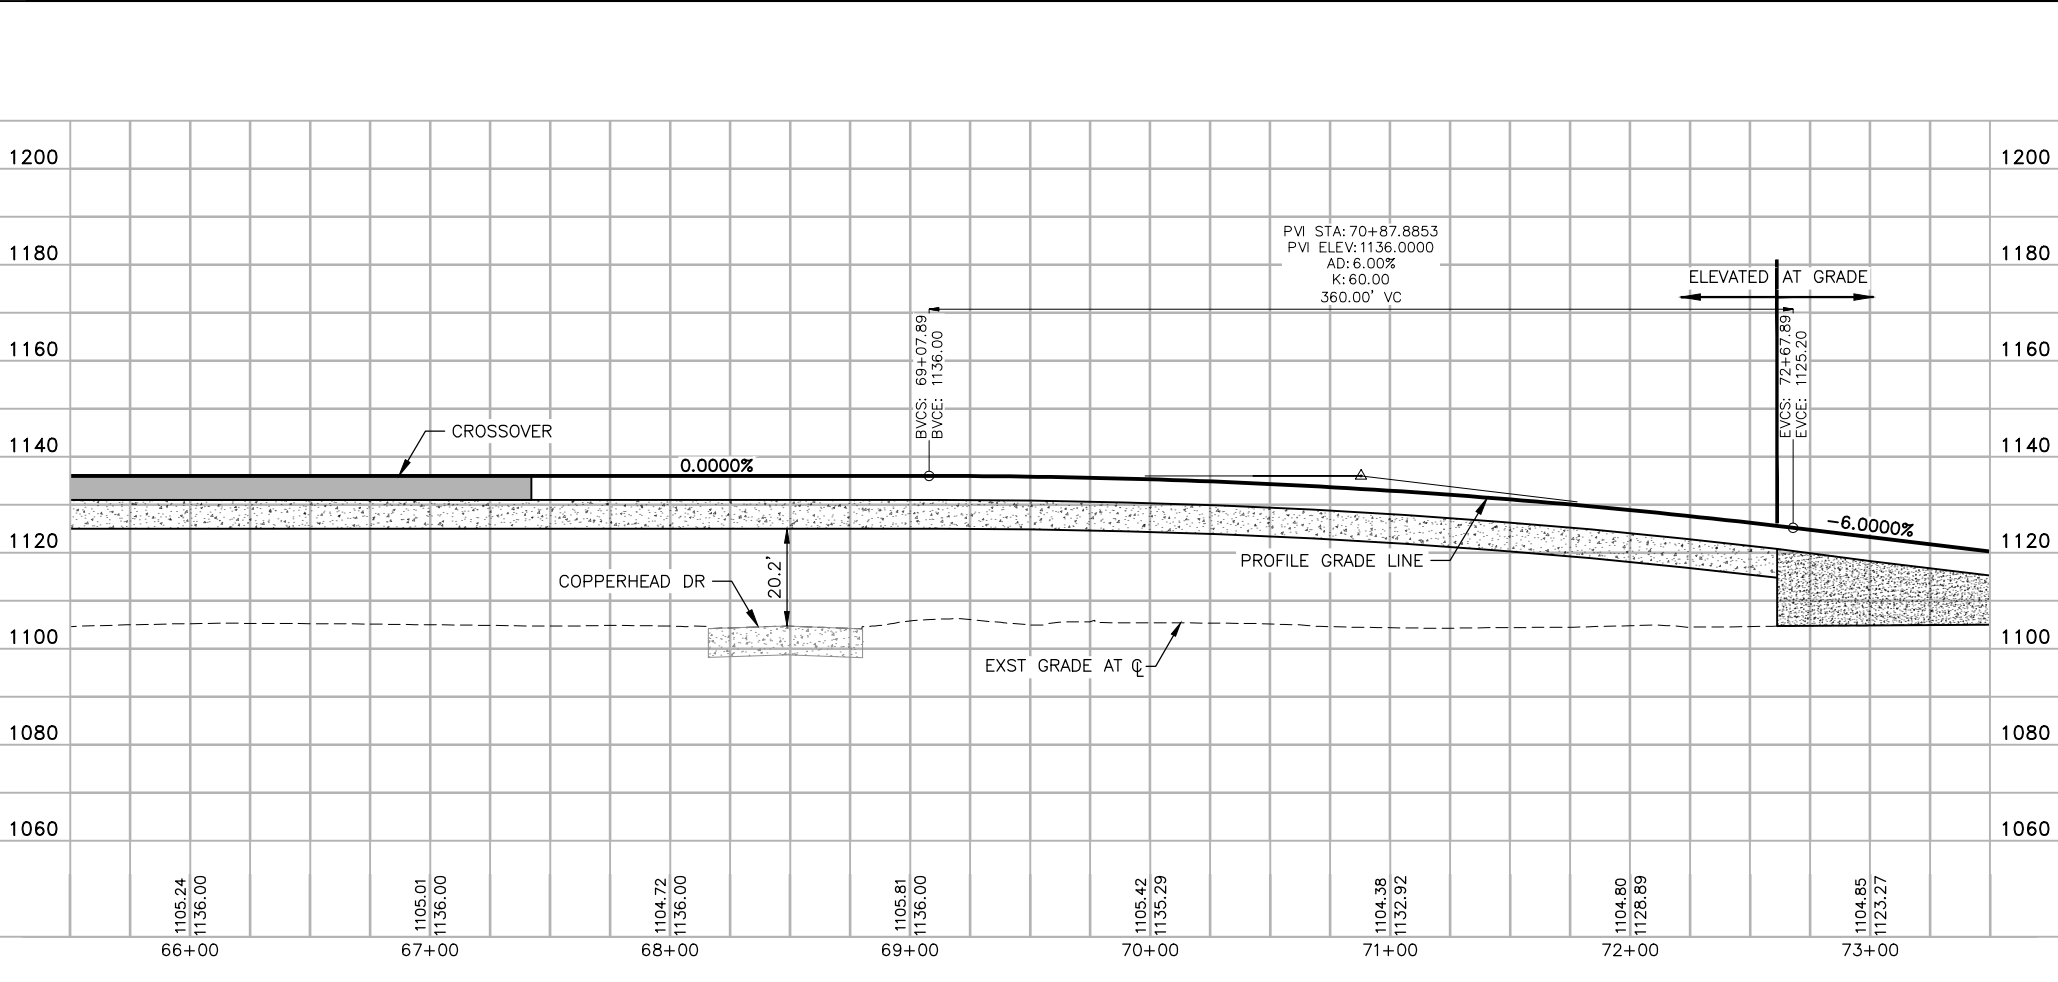 1200
1200
PVI STA: 70+87.8853
PVI ELEV: 1136.0000
AD: 6.00%
K: 60.00
360.00' VC
1180
1180
ELEVATED
AT GRADE
BVCS: 69+07.89
BVCE: 1136.00
EVCS: 72+67.89
EVCE: 1125.20
1160
1160
CROSSOVER
1140
1140
0.0000%
-6.0000%
1120
1120
PROFILE GRADE LINE
20.2'
COPPERHEAD DR
1100
1100
EXST GRADE AT ℄
1080
1080
1060
1060
1105.24
1136.00
1105.01
1136.00
1104.72
1136.00
1105.81
1136.00
1105.42
1135.29
1104.38
1132.92
1104.80
1128.89
1104.85
1123.27
66+00
67+00
68+00
69+00
70+00
71+00
72+00
73+00